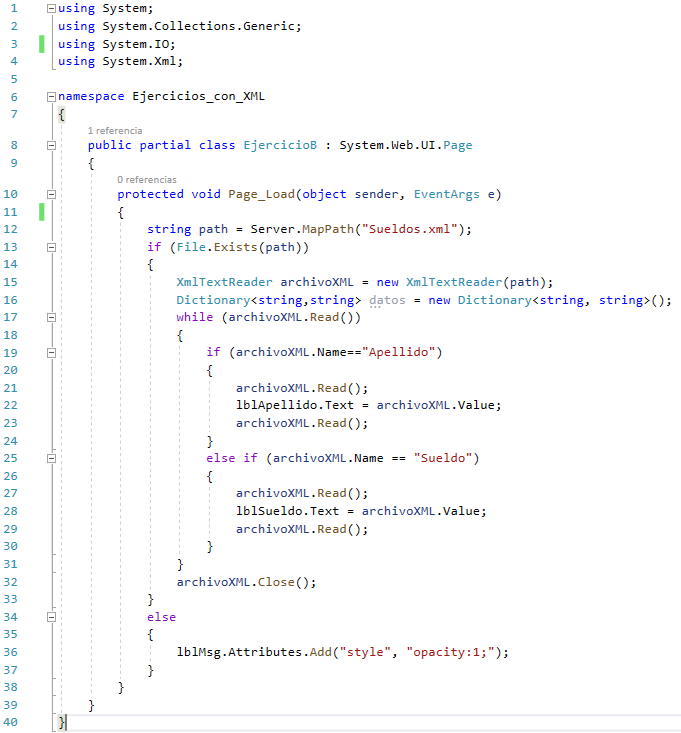 1 using System;
2 using System.Collections.Generic;
3 using System.IO;
4 using System.Xml;
5
6 namespace Ejercicios_con_XML
7 {
1 referencia
8 public partial class EjercicioB : System.Web.UI.Page
9 {
0 referencias
10 protected void Page_Load(object sender, EventArgs e)
11 {
12 string path = Server.MapPath("Sueldos.xml");
13 if (File.Exists(path))
14 {
15 XmlTextReader archivoXML = new XmlTextReader(path);
16 Dictionary<string,string> datos = new Dictionary<string, string>();
17 while (archivoXML.Read())
18 {
19 if (archivoXML.Name=="Apellido")
20 {
21 archivoXML.Read();
22 lblApellido.Text = archivoXML.Value;
23 archivoXML.Read();
24 }
25 else if (archivoXML.Name == "Sueldo")
26 {
27 archivoXML.Read();
28 lblSueldo.Text = archivoXML.Value;
29 archivoXML.Read();
30 }
31 }
32 archivoXML.Close();
33 }
34 else
35 {
36 lblMsg.Attributes.Add("style", "opacity:1;");
37 }
38 }
39 }
40 }